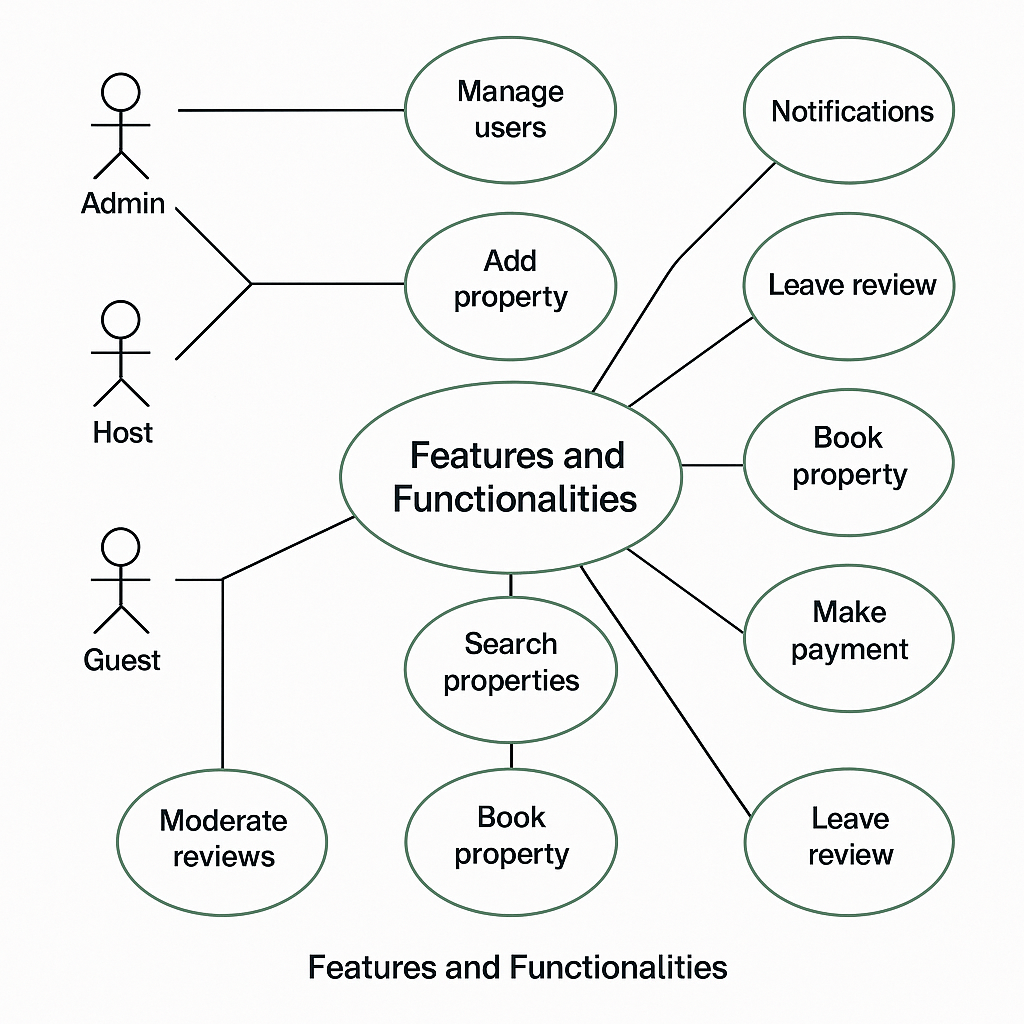 Admin
Host
Guest
Manage
users
Add
property
Features and
Functionalities
Search
properties
Book
property
Moderate
reviews
Notifications
Leave review
Book
property
Make
payment
Leave
review
Features and Functionalities